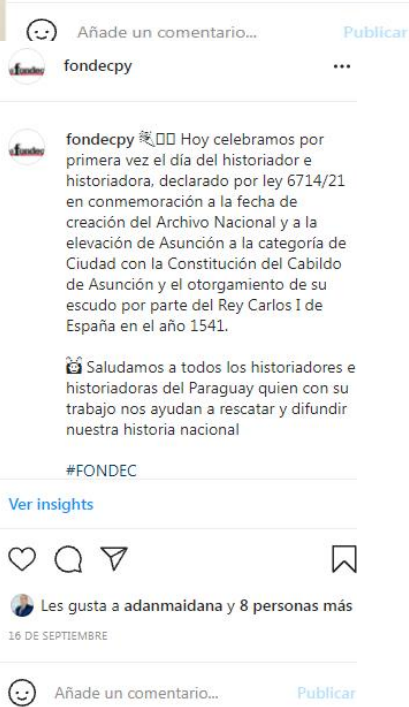 Añade un comentario... Publicar
fondec fondecpy
fondec fondecpy Hoy celebramos por
primera vez el día del historiador e
historiadora, declarado por ley 6714/21
en conmemoración a la fecha de
creación del Archivo Nacional y a la
elevación de Asunción a la categoría de
Ciudad con la Constitución del Cabildo
de Asunción y el otorgamiento de su
escudo por parte del Rey Carlos I de
España en el año 1541.
Saludamos a todos los historiadores e
historiadoras del Paraguay quien con su
trabajo nos ayudan a rescatar y difundir
nuestra historia nacional
#FONDEC
Ver insights
Les gusta a adanmaidana y 8 personas más
16 DE SEPTIEMBRE
Añade un comentario... Publicar